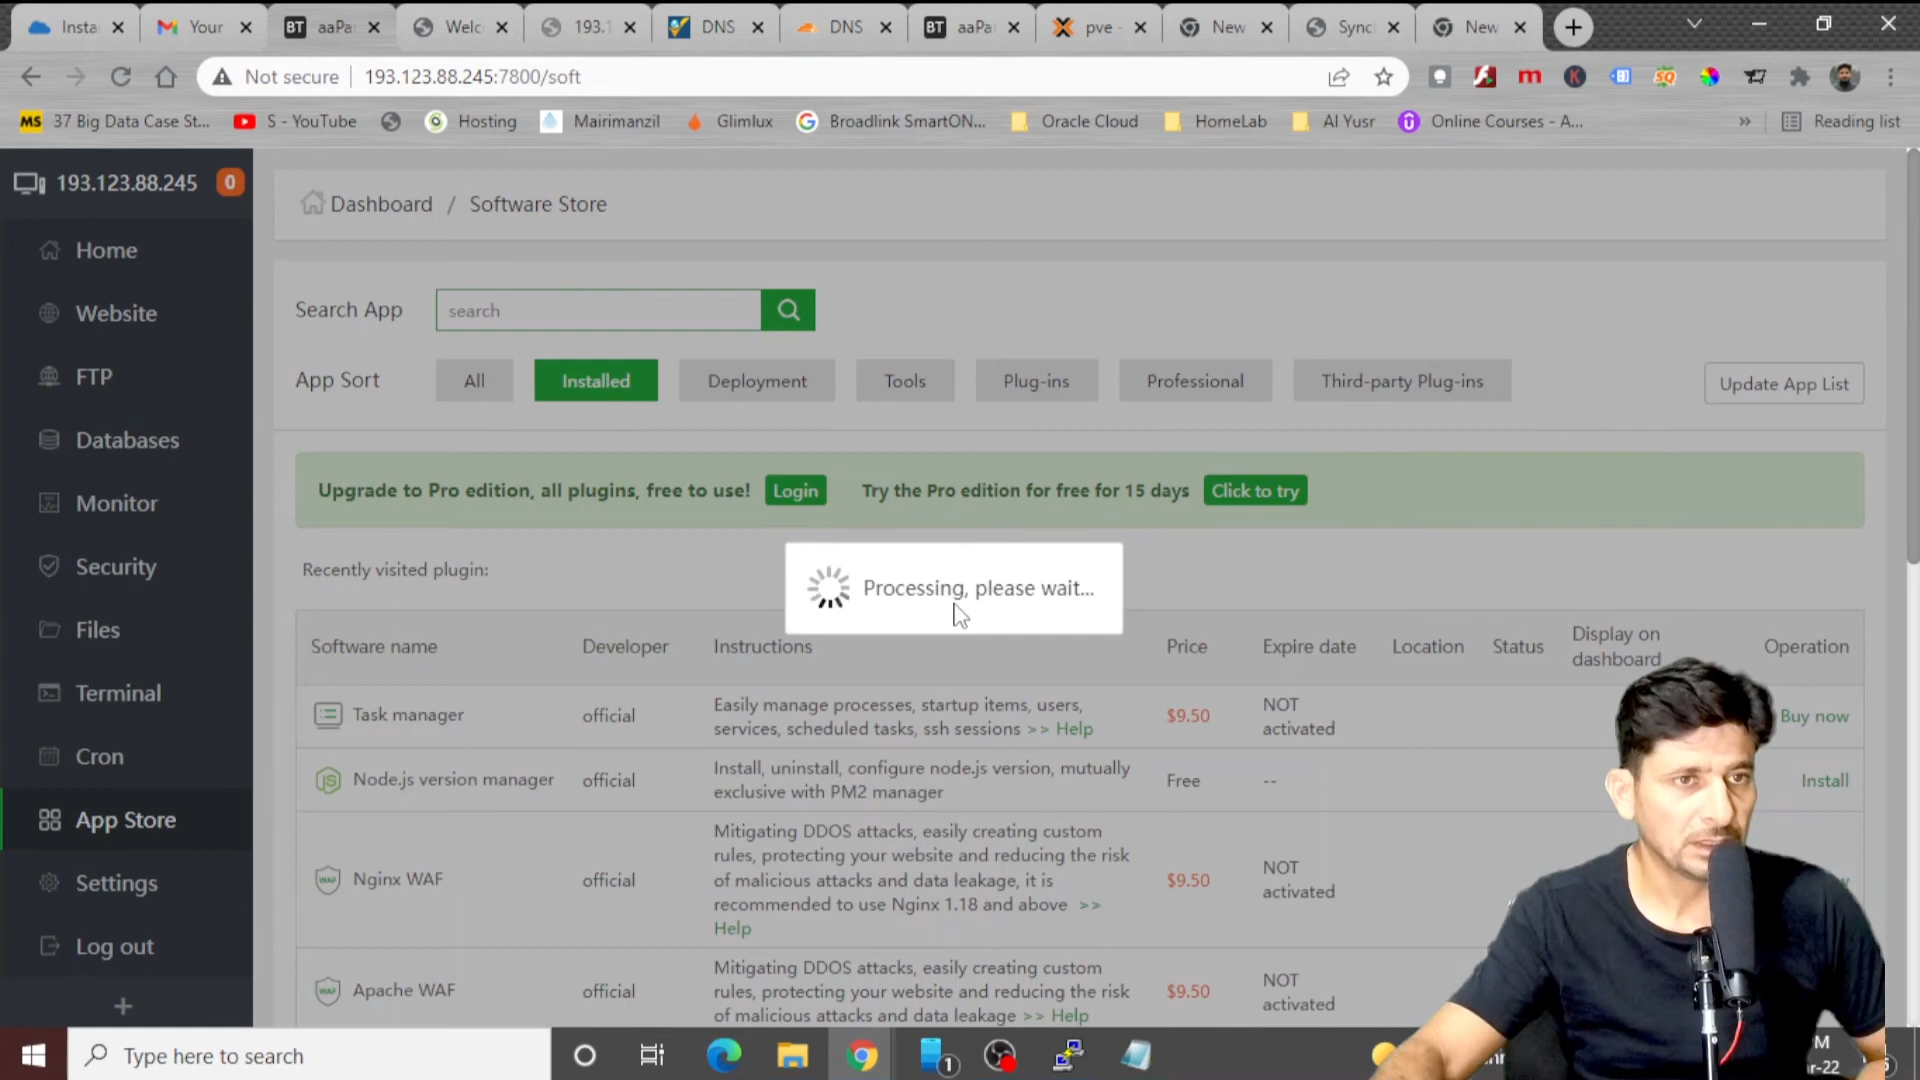 Insta
Your
aaPa
Welc
193.1
DNS
DNS
aaPa
pve -
New
Sync
New
Not secure
193.123.88.245:7800/soft
37 Big Data Case St...
S - YouTube
Hosting
Mairimanzil
Glimlux
Broadlink SmartON...
Oracle Cloud
HomeLab
Al Yusr
Online Courses - A...
»
Reading list
193.123.88.245
0
Home
Website
FTP
Databases
Monitor
Security
Files
Terminal
Cron
App Store
Settings
Log out
Dashboard / Software Store
Search App
search
App Sort
All
Installed
Deployment
Tools
Plug-ins
Professional
Third-party Plug-ins
Update App List
Upgrade to Pro edition, all plugins, free to use! Login
Try the Pro edition for free for 15 days Click to try
Recently visited plugin:
Processing, please wait...
Software name
Developer
Instructions
Price
Expire date
Location
Status
Display on
dashboard
Operation
Task manager
official
Easily manage processes, startup items, users,
services, scheduled tasks, ssh sessions >> Help
$9.50
NOT
activated
Buy now
Node.js version manager
official
Install, uninstall, configure node.js version, mutually
exclusive with PM2 manager
Free
--
Install
Nginx WAF
official
Mitigating DDOS attacks, easily creating custom
rules, protecting your website and reducing the risk
of malicious attacks and data leakage, it is
recommended to use Nginx 1.18 and above >>
Help
$9.50
NOT
activated
Apache WAF
official
Mitigating DDOS attacks, easily creating custom
rules, protecting your website and reducing the risk
of malicious attacks and data leakage >> Help
$9.50
NOT
activated
Type here to search
1